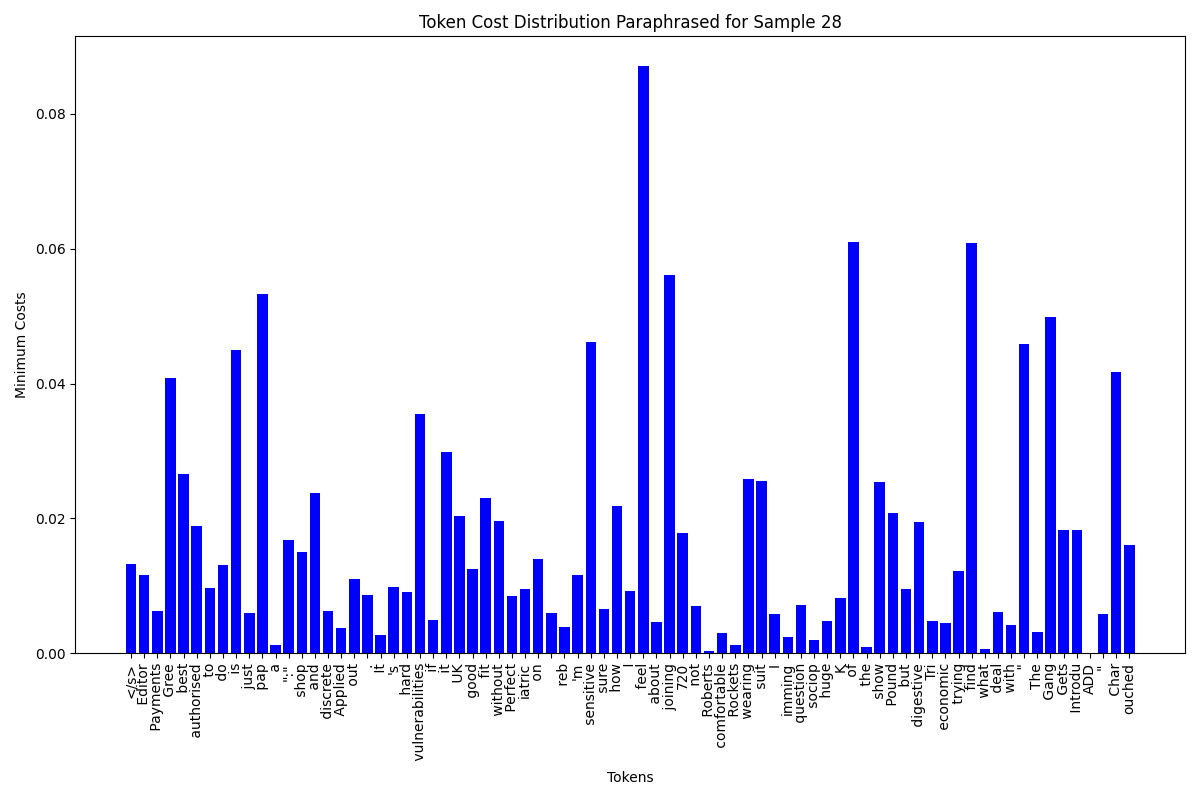 Token Cost Distribution Paraphrased for Sample 28
Minimum Costs
0.08
0.06
0.04
0.02
0.00
</s>
Editor
Payments
Gree
best
authorised
to
do
is
just
pap
a
":"
shop
and
discrete
Applied
out
.
It
's
hard
vulnerabilities
if
it
UK
good
fit
without
Perfect
iatric
on
reb
'm
sensitive
sure
how
I
feel
about
joining
720
not
Roberts
comfortable
Rockets
wearing
suit
I
imming
question
sociop
huge
K
of
the
show
Pound
but
digestive
Tri
economic
trying
find
what
deal
with
"
The
Gang
Gets
Introdu
ADD
"
Char
ouched
Tokens